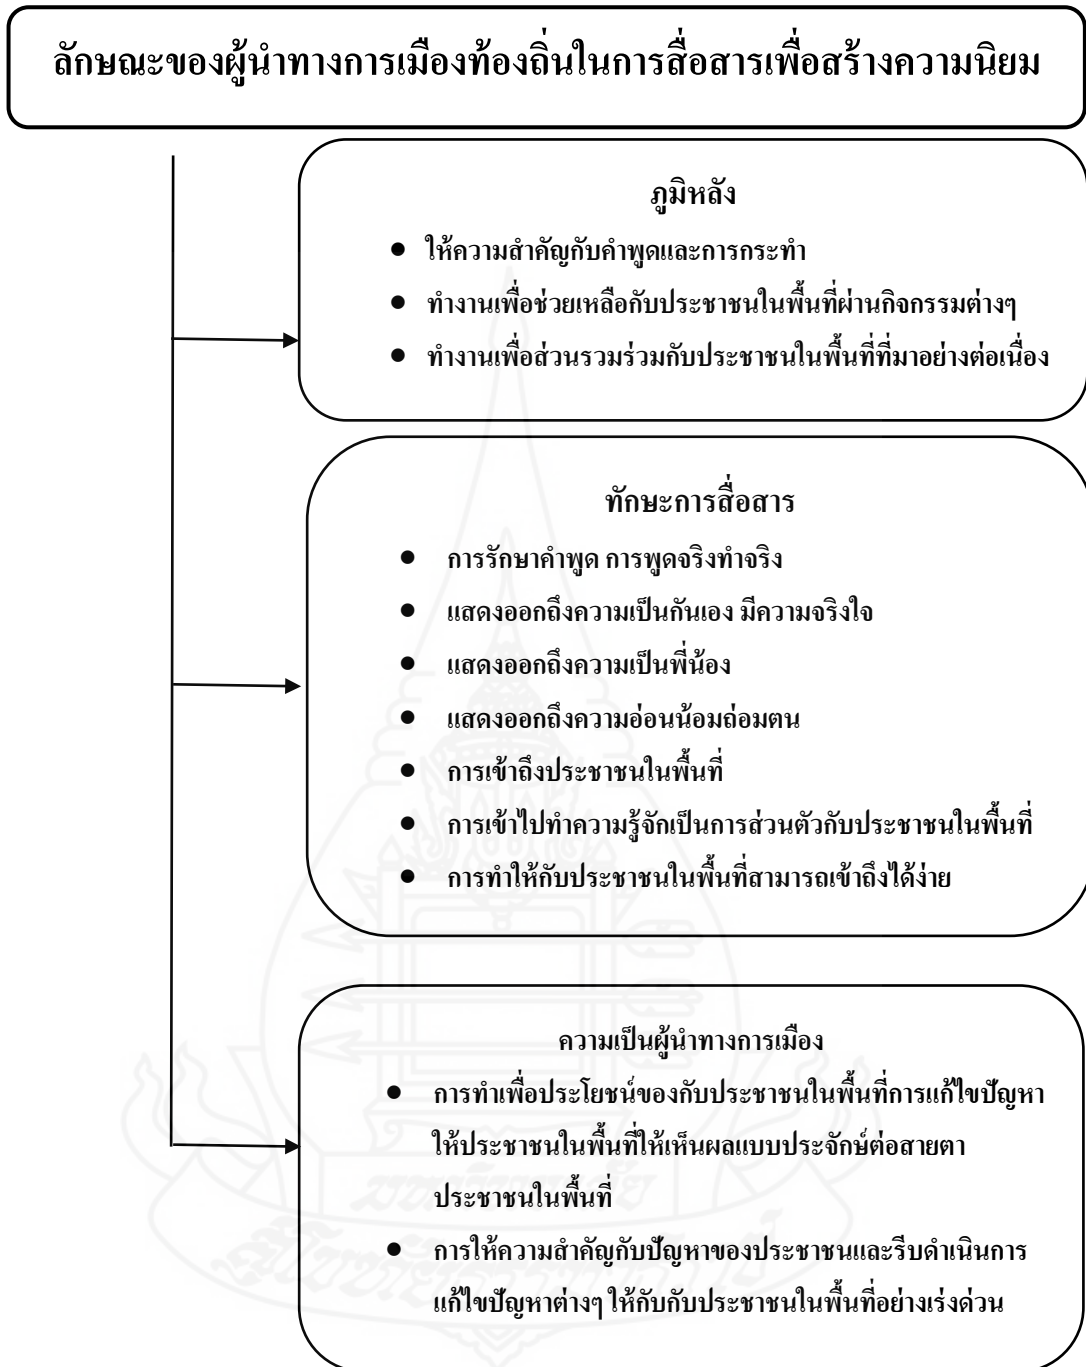 ลักษณะของผู้นำทางการเมืองท้องถิ่นในการสื่อสารเพื่อสร้างความนิยม
ภูมิหลัง
● ให้ความสำคัญกับคำพูดและการกระทำ
● ทำงานเพื่อช่วยเหลือกับประชาชนในพื้นที่ผ่านกิจกรรมต่างๆ
● ทำงานเพื่อส่วนรวมร่วมกับประชาชนในพื้นที่ที่มาอย่างต่อเนื่อง
ทักษะการสื่อสาร
● การรักษาคำพูด การพูดจริงทำจริง
● แสดงออกถึงความเป็นกันเอง มีความจริงใจ
● แสดงออกถึงความเป็นพี่น้อง
● แสดงออกถึงความอ่อนน้อมถ่อมตน
● การเข้าถึงประชาชนในพื้นที่
● การเข้าไปทำความรู้จักเป็นการส่วนตัวกับประชาชนในพื้นที่
● การทำให้กับประชาชนในพื้นที่สามารถเข้าถึงได้ง่าย
ความเป็นผู้นำทางการเมือง
● การทำเพื่อประโยชน์ของกับประชาชนในพื้นที่การแก้ไขปัญหา
ให้ประชาชนในพื้นที่ให้เห็นผลแบบประจักษ์ต่อสายตา
ประชาชนในพื้นที่
● การให้ความสำคัญกับปัญหาของประชาชนและรีบดำเนินการ
แก้ไขปัญหาต่างๆ ให้กับกับประชาชนในพื้นที่อย่างเร่งด่วน
มหาวิทยาลัย
สุโขทัยธรรมาธิราช